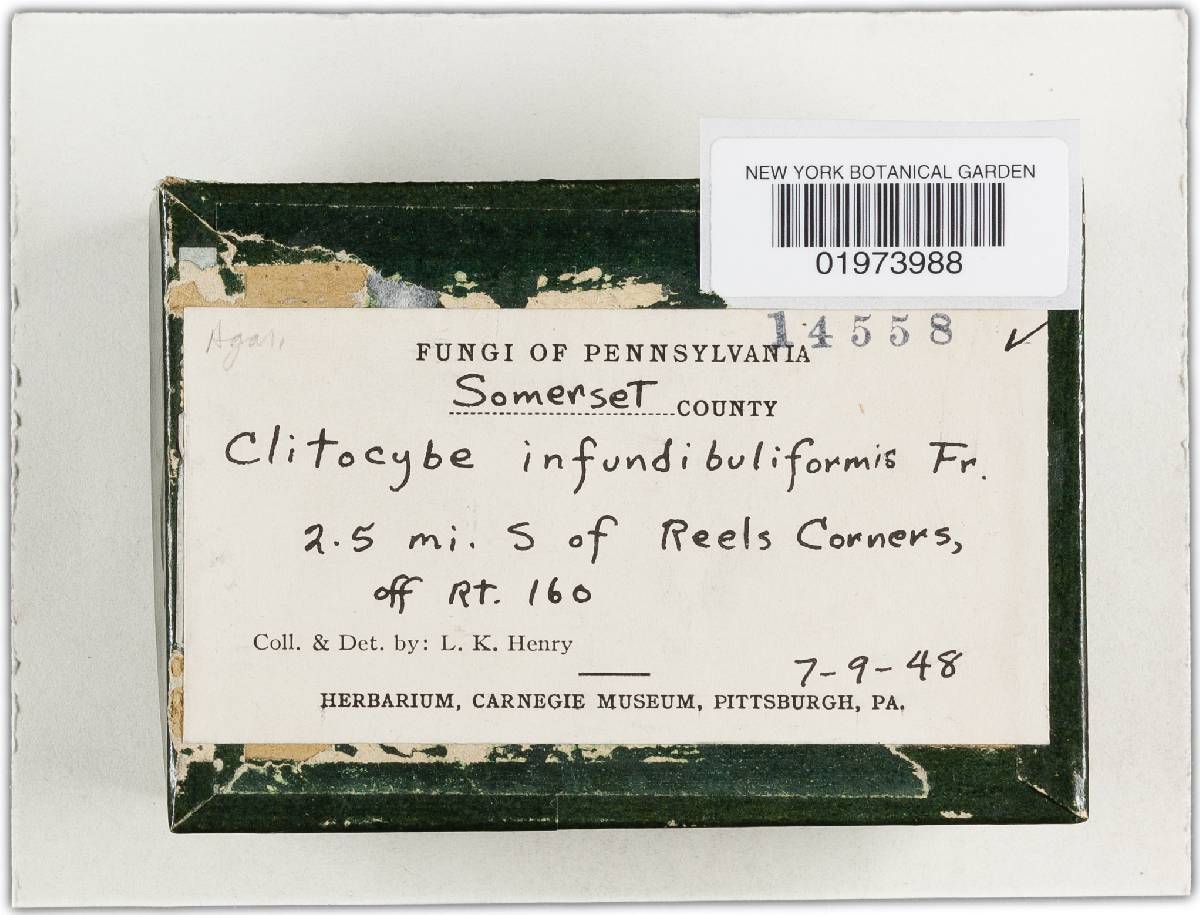 NEW YORK BOTANICAL GARDEN
01973988
14558
Agar.
FUNGI OF PENNSYLVANIA
Somerset COUNTY
Clitocybe infundibuliformis Fr.
2.5 mi. S of Reels Corners,
off Rt. 160
Coll. & Det. by: L. K. Henry
7-9-48
HERBARIUM, CARNEGIE MUSEUM, PITTSBURGH, PA.